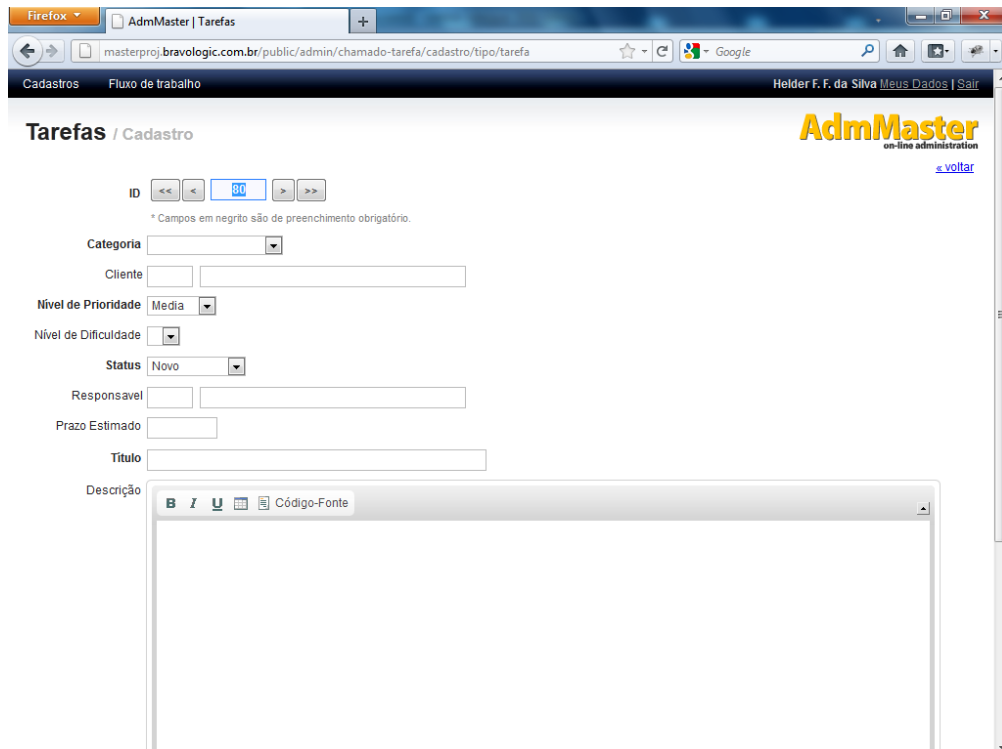 Firefox
AdmMaster | Tarefas
+
masterproj.bravologic.com.br/public/admin/chamado-tarefa/cadastro/tipo/tarefa
Google
Cadastros Fluxo de trabalho Helder F. F. da Silva Meus Dados | Sair
Tarefas / Cadastro
AdmMaster
on-line administration
« voltar
ID << < 80 > >>
* Campos em negrito são de preenchimento obrigatório.
Categoria
Cliente
Nível de Prioridade Media
Nível de Dificuldade
Status Novo
Responsavel
Prazo Estimado
Título
Descrição
B I U Código-Fonte